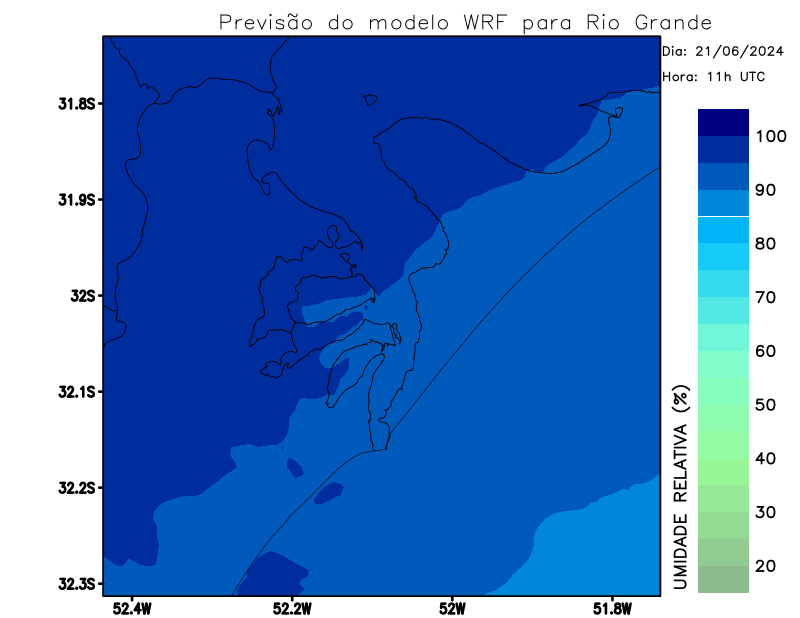 Previsão do modelo WRF para Rio Grande
Dia: 21/06/2024
Hora: 11h UTC
31.8S
31.9S
32S
32.1S
32.2S
32.3S
52.4W
52.2W
52W
51.8W
100
90
80
70
60
50
40
30
20
UMIDADE RELATIVA (%)